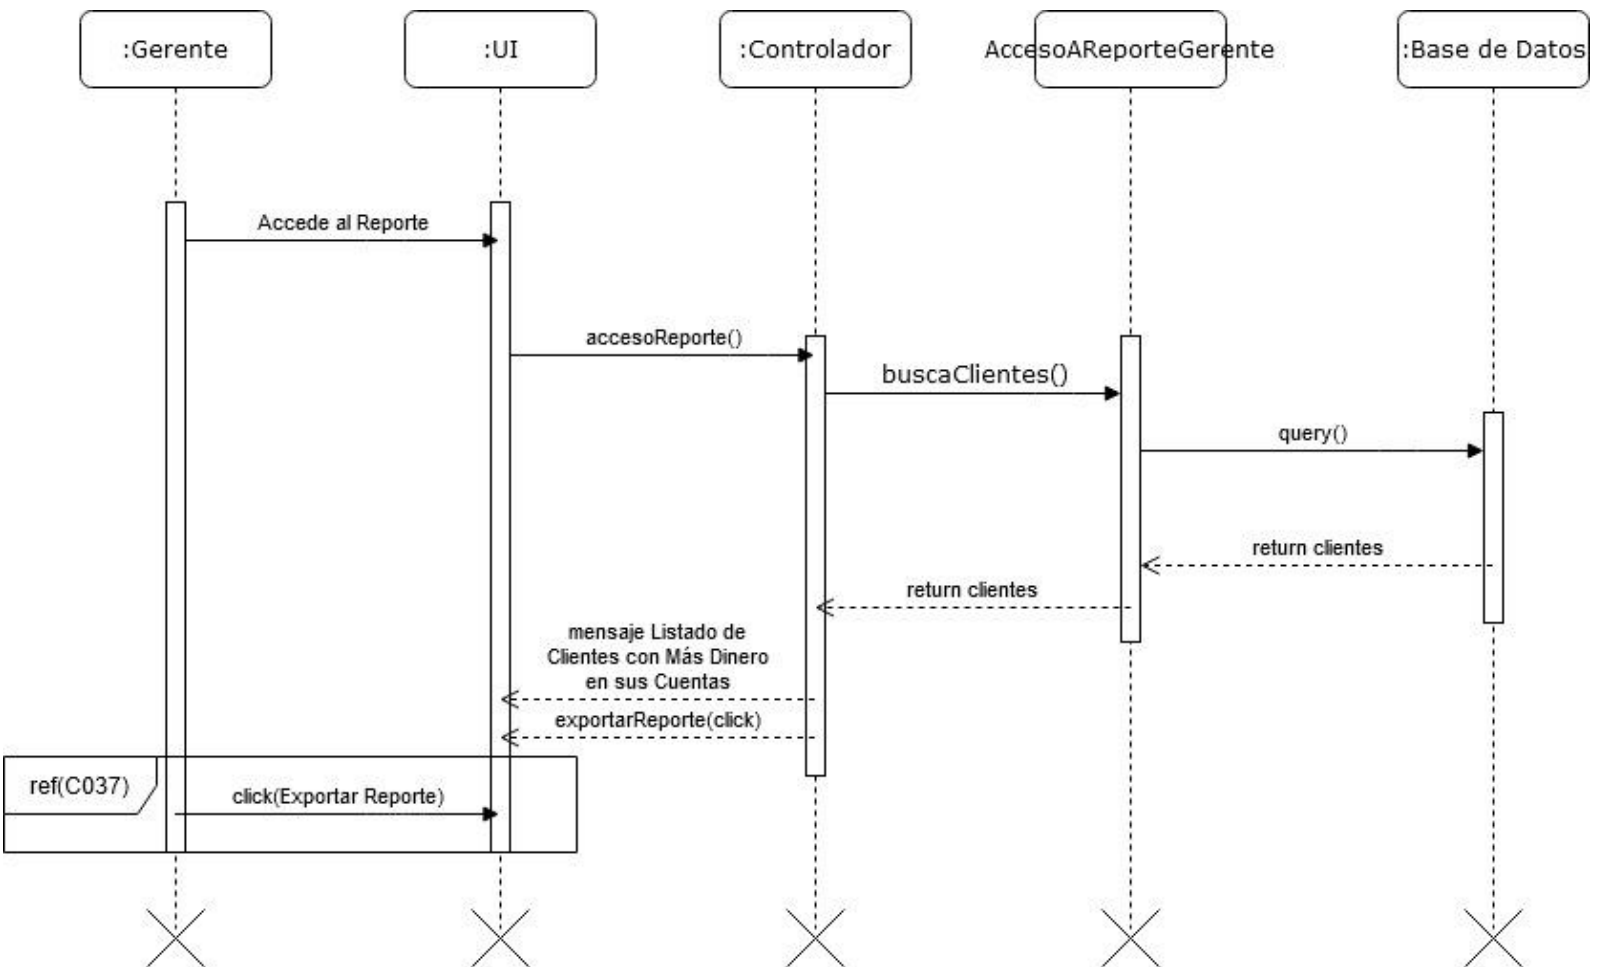 :Gerente
:UI
:Controlador
AccesoAReporteGerente
:Base de Datos
Accede al Reporte
accesoReporte()
buscaClientes()
query()
return clientes
return clientes
mensaje Listado de
Clientes con Más Dinero
en sus Cuentas
exportarReporte(click)
ref(C037)
click(Exportar Reporte)